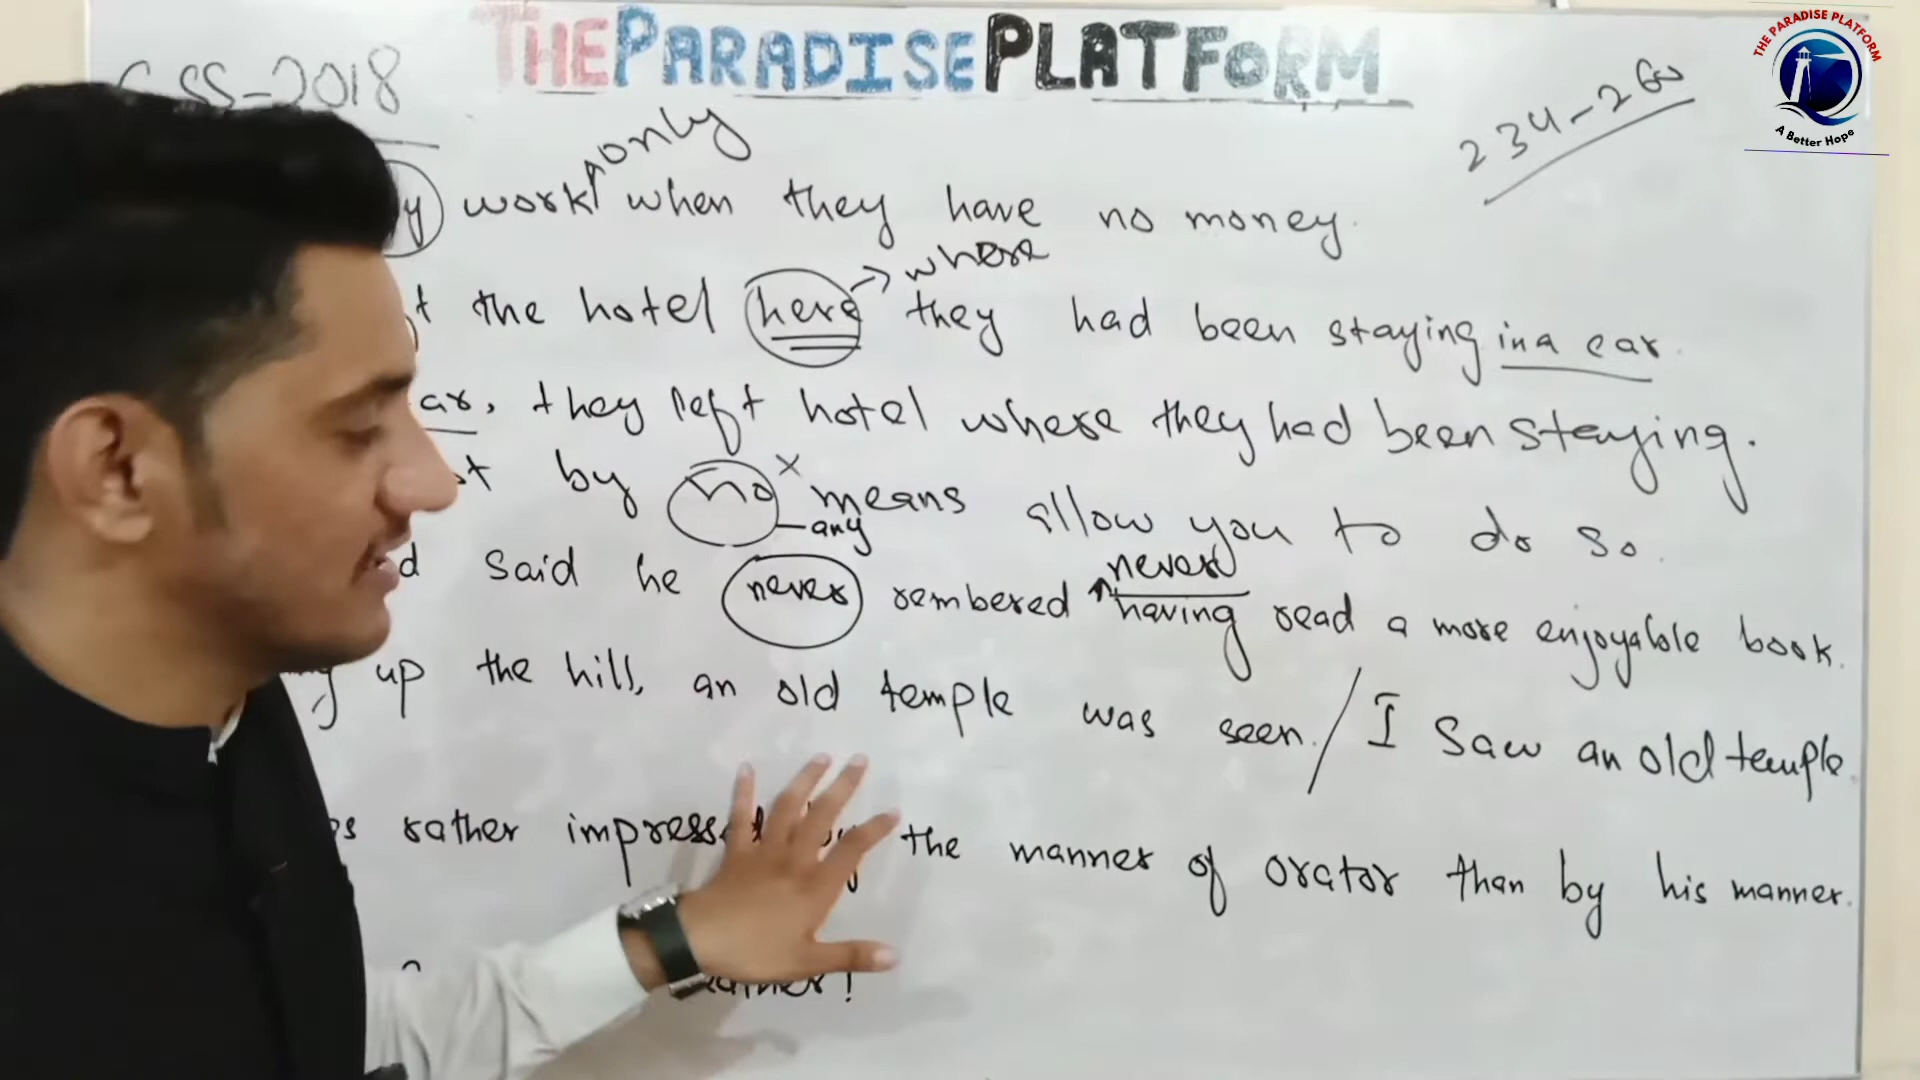 CSS-2018
THE PARADISE PLATFORM
THE PARADISE PLATFORM
A Better Hope
234-260
only
work when they have no money.
where
the hotel here they had been staying in a car.
ar, they left hotel where they had been staying.
by no means allow you to do so.
any
never
said he never rembered having read a more enjoyable book.
up the hill, an old temple was seen. / I saw an old temple.
rather impressed by the manner of orator than by his manner.